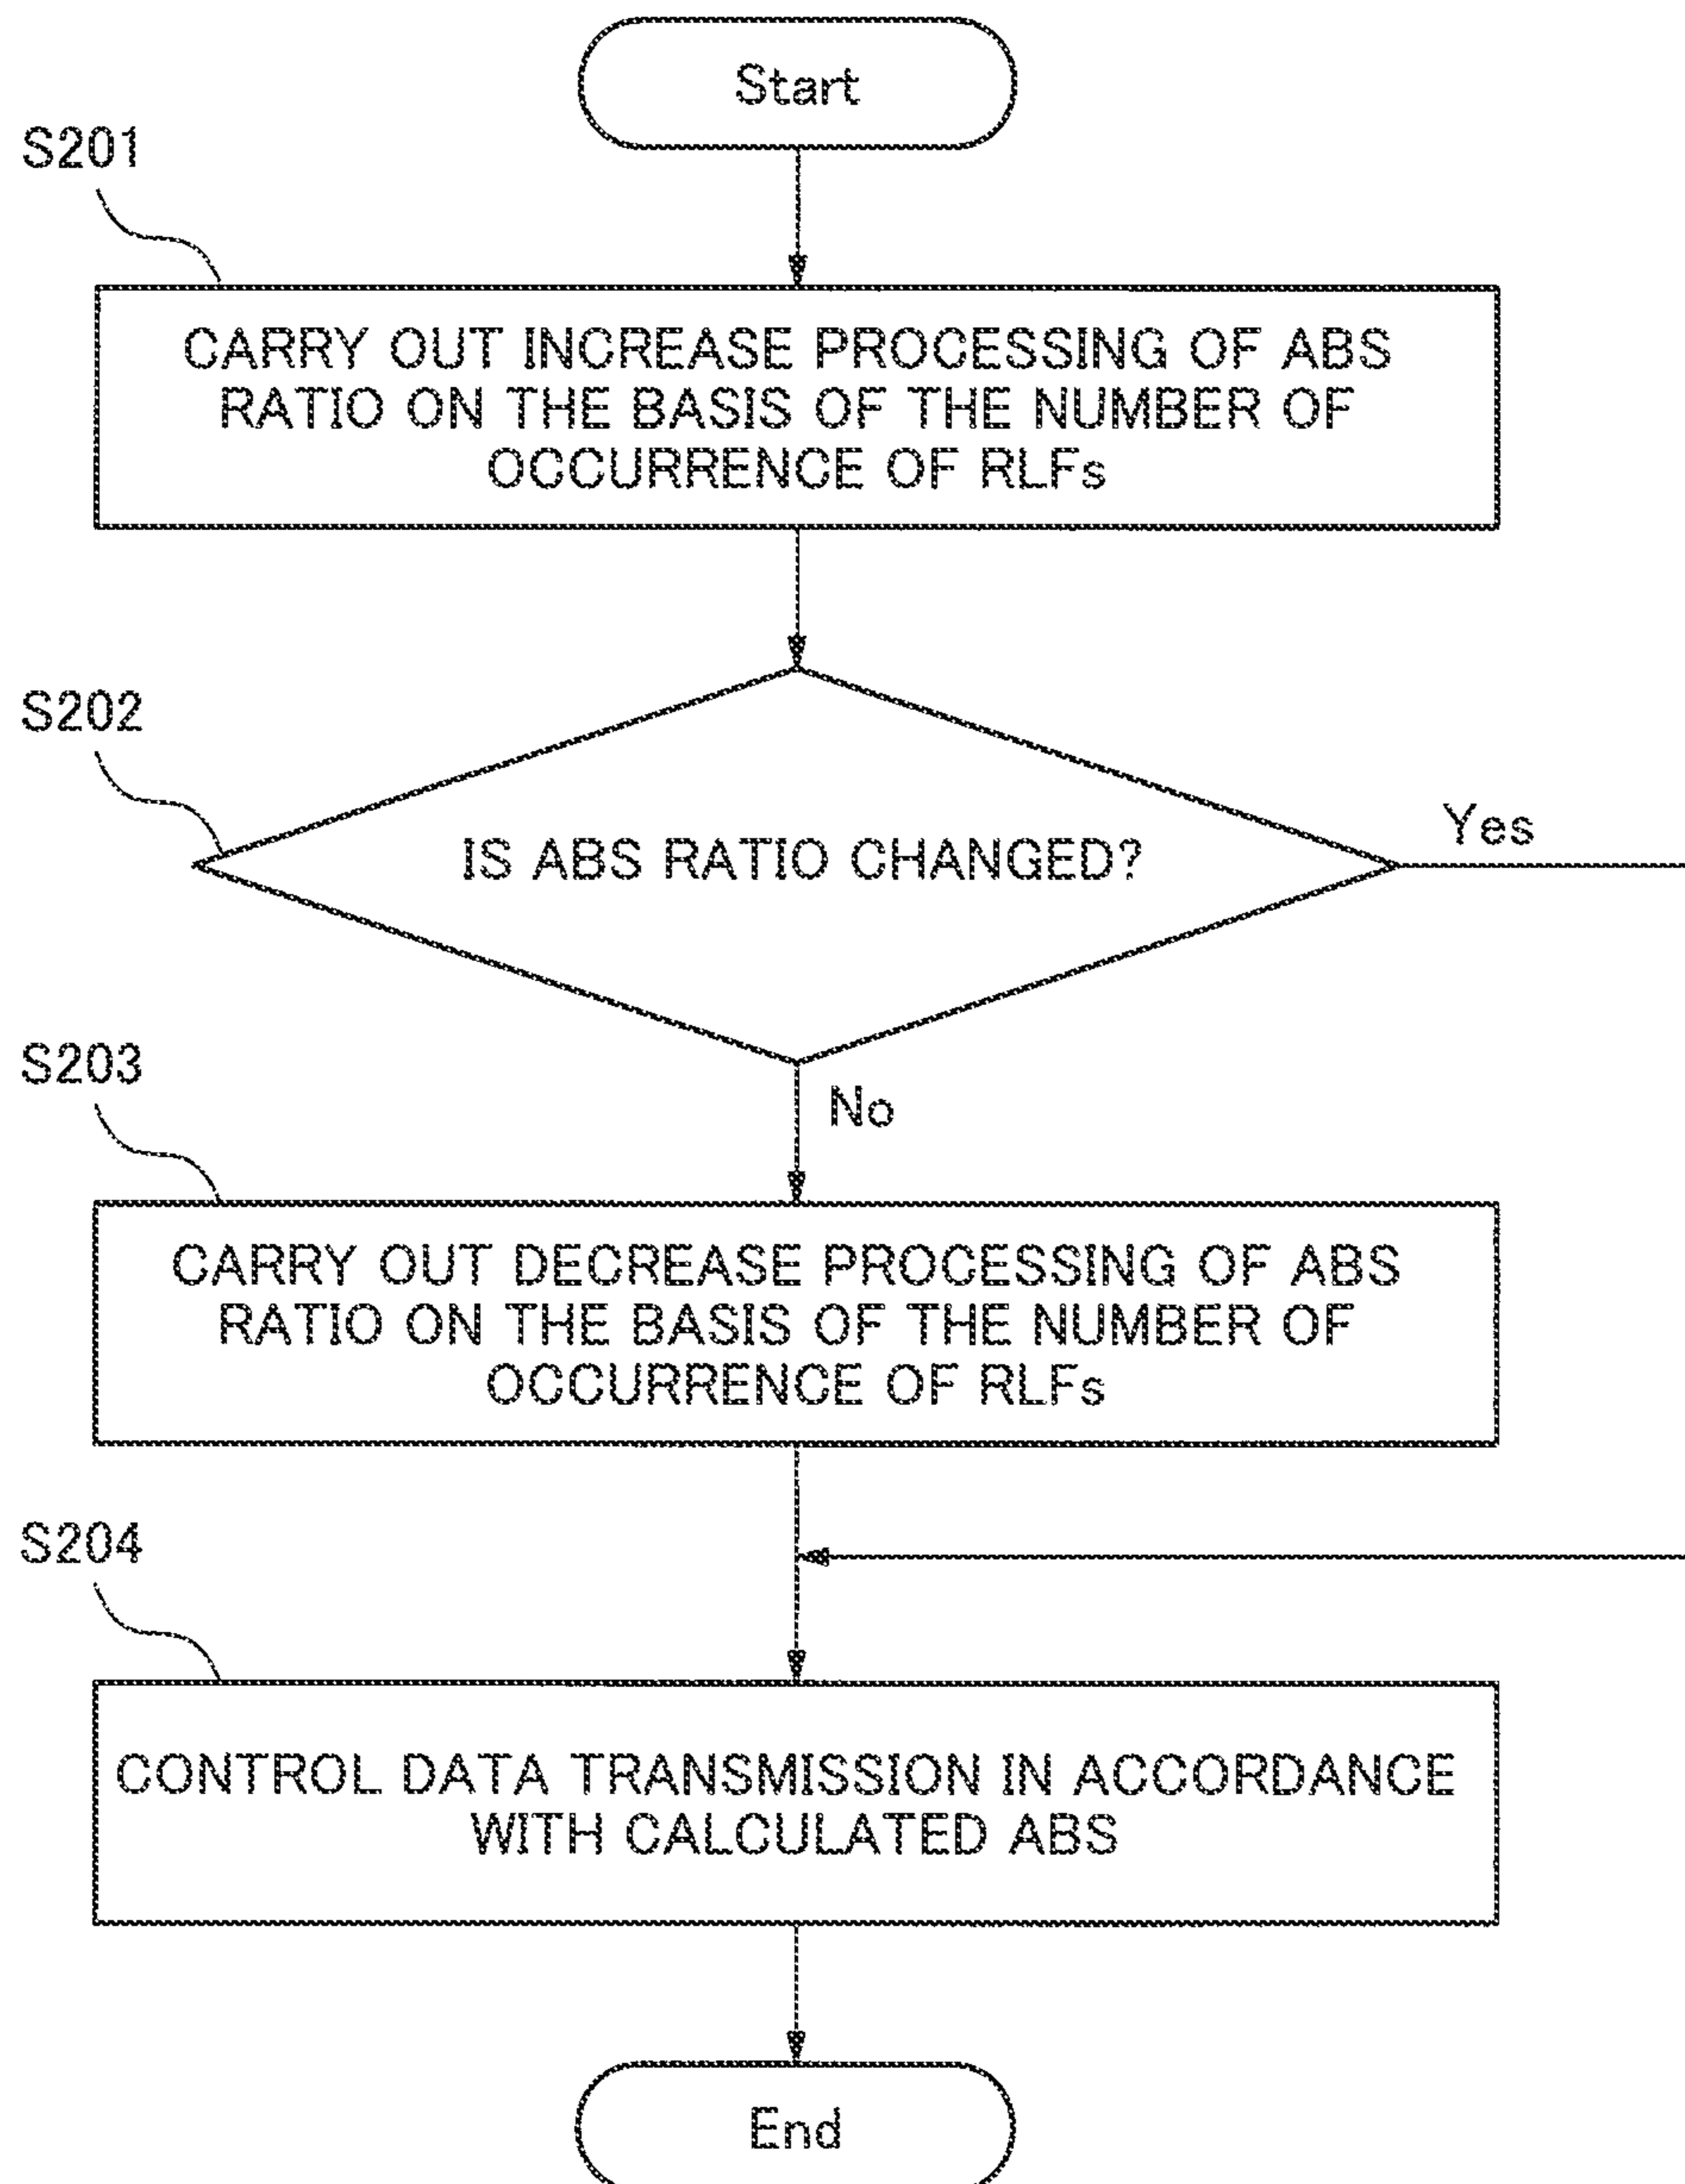 Start
S201
CARRY OUT INCREASE PROCESSING OF ABS
RATIO ON THE BASIS OF THE NUMBER OF
OCCURRENCE OF RLFs
S202
IS ABS RATIO CHANGED?
Yes
No
S203
CARRY OUT DECREASE PROCESSING OF ABS
RATIO ON THE BASIS OF THE NUMBER OF
OCCURRENCE OF RLFs
S204
CONTROL DATA TRANSMISSION IN ACCORDANCE
WITH CALCULATED ABS
End